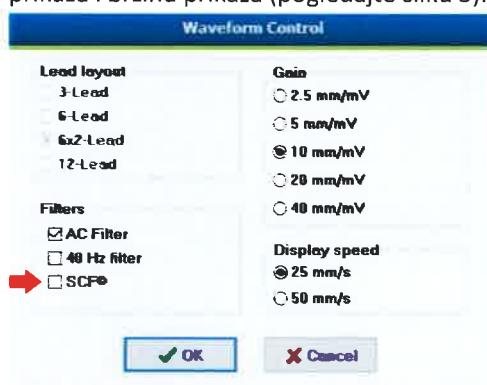 Waveform Control
Lead layout
3-Lead
6-Lead
6x2-Lead
12-Lead
Filters
AC Filter
40 Hz filter
SCF®
Gain
2.5 mm/mV
5 mm/mV
10 mm/mV
20 mm/mV
40 mm/mV
Display speed
25 mm/s
50 mm/s
OK
Cancel